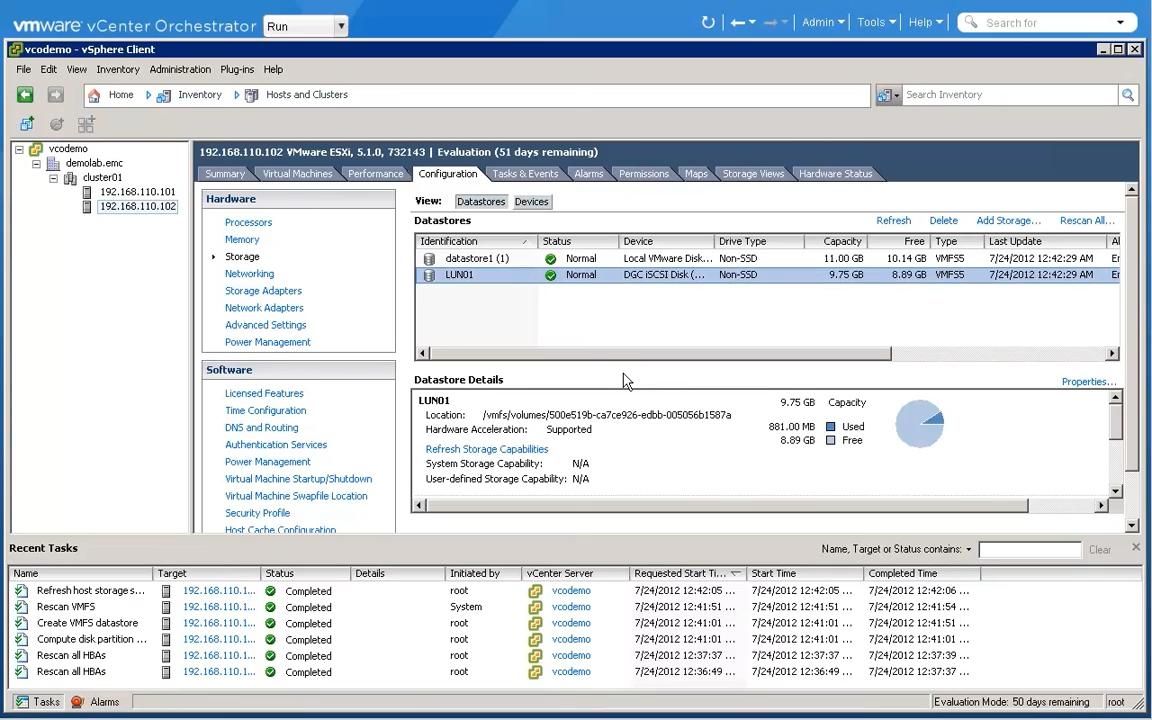 vmware vCenter Orchestrator Run Admin Tools Help Search for
vcodemo - vSphere Client
File Edit View Inventory Administration Plug-ins Help
Home Inventory Hosts and Clusters Search Inventory
vcodemo
demolab.emc
cluster01
192.168.110.101
192.168.110.102
192.168.110.102 VMware ESXi, 5.1.0, 732143 | Evaluation (51 days remaining)
Summary Virtual Machines Performance Configuration Tasks & Events Alarms Permissions Maps Storage Views Hardware Status
Hardware
Processors
Memory
Storage
Networking
Storage Adapters
Network Adapters
Advanced Settings
Power Management
Software
Licensed Features
Time Configuration
DNS and Routing
Authentication Services
Power Management
Virtual Machine Startup/Shutdown
Virtual Machine Swapfile Location
Security Profile
Host Cache Configuration
View: Datastores Devices
Datastores Refresh Delete Add Storage... Rescan All...
Identification Status Device Drive Type Capacity Free Type Last Update Al
datastore1 (1) Normal Local VMware Disk... Non-SSD 11.00 GB 10.14 GB VMFS5 7/24/2012 12:42:29 AM Er
LUN01 Normal DGC iSCSI Disk (... Non-SSD 9.75 GB 8.89 GB VMFS5 7/24/2012 12:42:29 AM Er
Datastore Details Properties...
LUN01 9.75 GB Capacity
Location: /vmfs/volumes/500e519b-ca7ce926-edbb-005056b1587a
Hardware Acceleration: Supported 881.00 MB Used
8.89 GB Free
Refresh Storage Capabilities
System Storage Capability: N/A
User-defined Storage Capability: N/A
Recent Tasks Name, Target or Status contains: Clear
Name Target Status Details Initiated by vCenter Server Requested Start Ti... Start Time Completed Time
Refresh host storage s... 192.168.110.1... Completed root vcodemo 7/24/2012 12:42:05 ... 7/24/2012 12:42:05 ... 7/24/2012 12:42:06 ...
Rescan VMFS 192.168.110.1... Completed System vcodemo 7/24/2012 12:41:51 ... 7/24/2012 12:41:51 ... 7/24/2012 12:41:54 ...
Create VMFS datastore 192.168.110.1... Completed root vcodemo 7/24/2012 12:41:01 ... 7/24/2012 12:41:01 ... 7/24/2012 12:41:51 ...
Compute disk partition ... 192.168.110.1... Completed root vcodemo 7/24/2012 12:41:01 ... 7/24/2012 12:41:01 ... 7/24/2012 12:41:01 ...
Rescan all HBAs 192.168.110.1... Completed root vcodemo 7/24/2012 12:37:37 ... 7/24/2012 12:37:37 ... 7/24/2012 12:37:39 ...
Rescan all HBAs 192.168.110.1... Completed root vcodemo 7/24/2012 12:36:49 ... 7/24/2012 12:36:49 ... 7/24/2012 12:37:37 ...
Tasks Alarms Evaluation Mode: 50 days remaining root